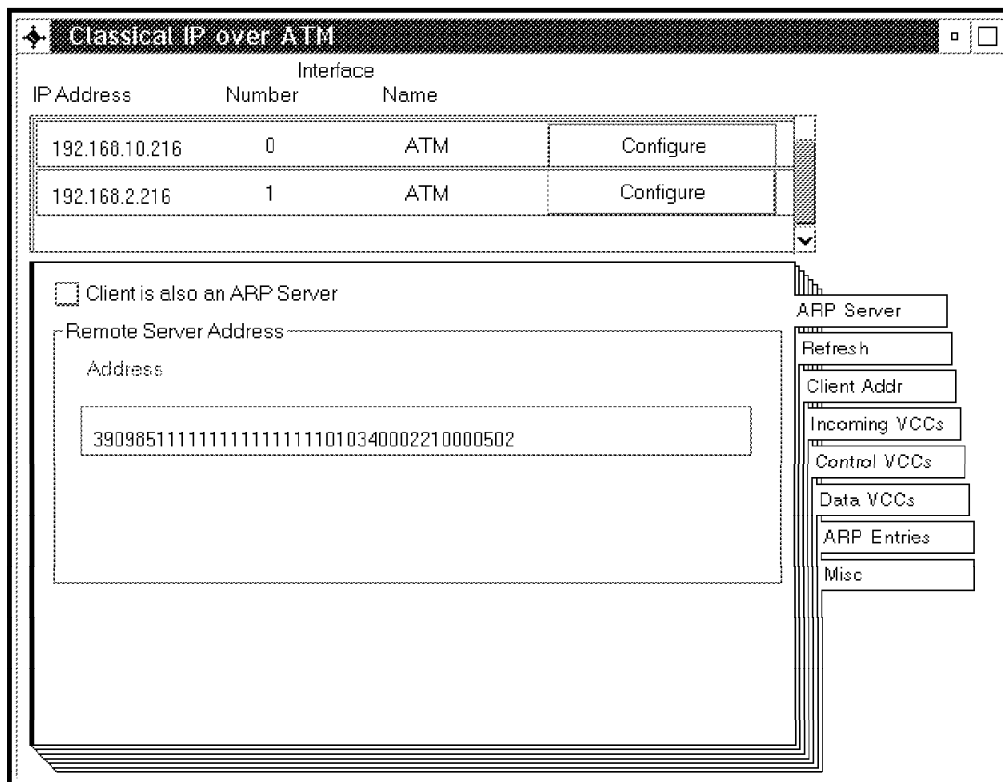 Classical IP over ATM
Interface
IP Address Number Name
192.168.10.216 0 ATM Configure
192.168.2.216 1 ATM Configure
Client is also an ARP Server
Remote Server Address
Address
3909851111111111111111010340002210000502
ARP Server
Refresh
Client Addr
Incoming VCCs
Control VCCs
Data VCCs
ARP Entries
Misc